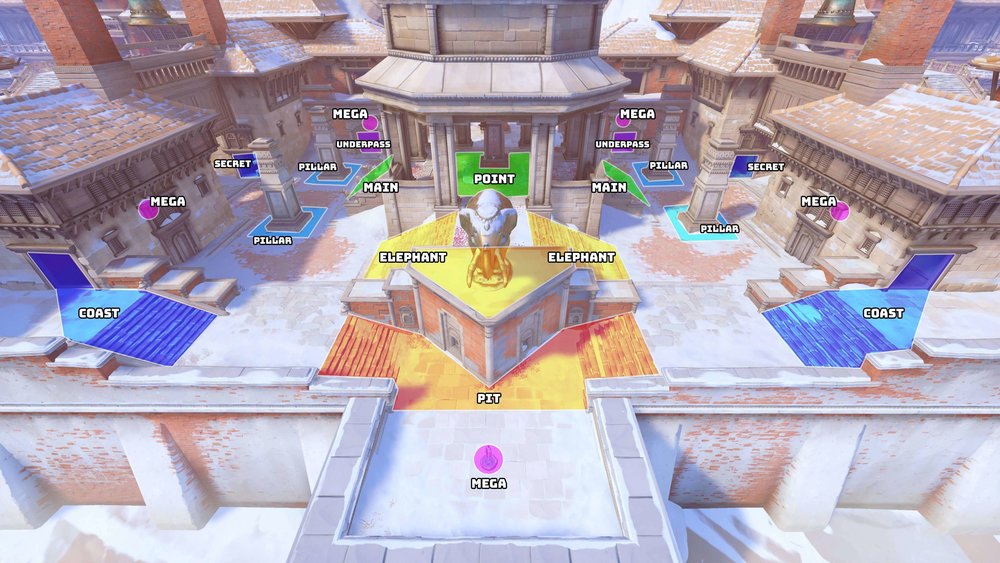 MEGA
MEGA
UNDERPASS
UNDERPASS
SECRET
PILLAR
PILLAR
SECRET
MAIN
POINT
MAIN
MEGA
MEGA
PILLAR
PILLAR
ELEPHANT
ELEPHANT
COAST
COAST
PIT
MEGA